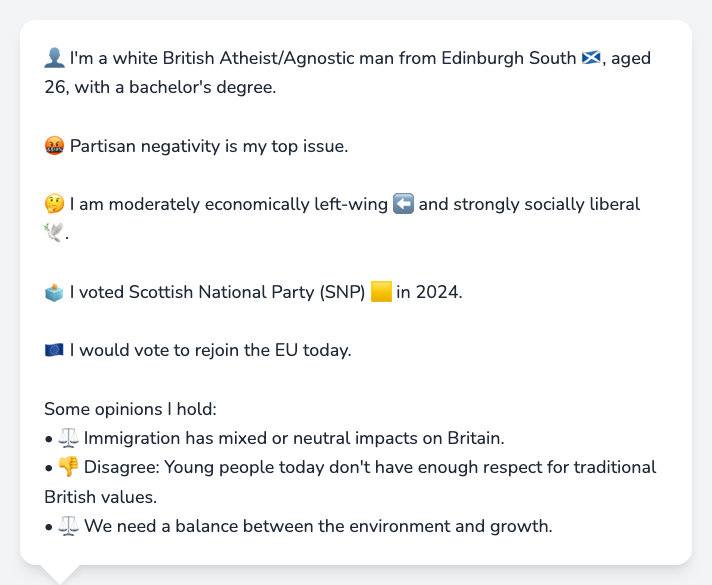 👤 I'm a white British Atheist/Agnostic man from Edinburgh South 🏴󠁧󠁢󠁳󠁣󠁴󠁿, aged
26, with a bachelor's degree.
🤬 Partisan negativity is my top issue.
🤔 I am moderately economically left-wing ⬅️ and strongly socially liberal
🕊️.
🗳️ I voted Scottish National Party (SNP) 🟨 in 2024.
🇪🇺 I would vote to rejoin the EU today.
Some opinions I hold:
• ⚖️ Immigration has mixed or neutral impacts on Britain.
• 👎 Disagree: Young people today don't have enough respect for traditional
British values.
• ⚖️ We need a balance between the environment and growth.